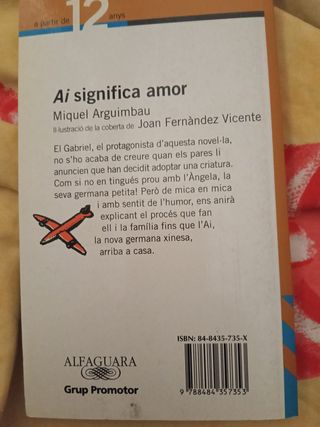 a partir de 12 anys
Ai significa amor
Miquel Arguimbau
Il·lustració de la coberta de Joan Fernàndez Vicente
El Gabriel, el protagonista d'aquesta novel·la,
no s'ho acaba de creure quan els pares li
anuncien que han decidit adoptar una criatura.
Com si no en tingués prou amb l'Àngela, la
seva germana petita! Però de mica en mica
i amb sentit de l'humor, ens anirà
explicant el procés que fan
ell i la família fins que l'Ai,
la nova germana xinesa,
arriba a casa.
ISBN: 84-8435-735-X
9 788484 357353
ALFAGUARA
Grup Promotor